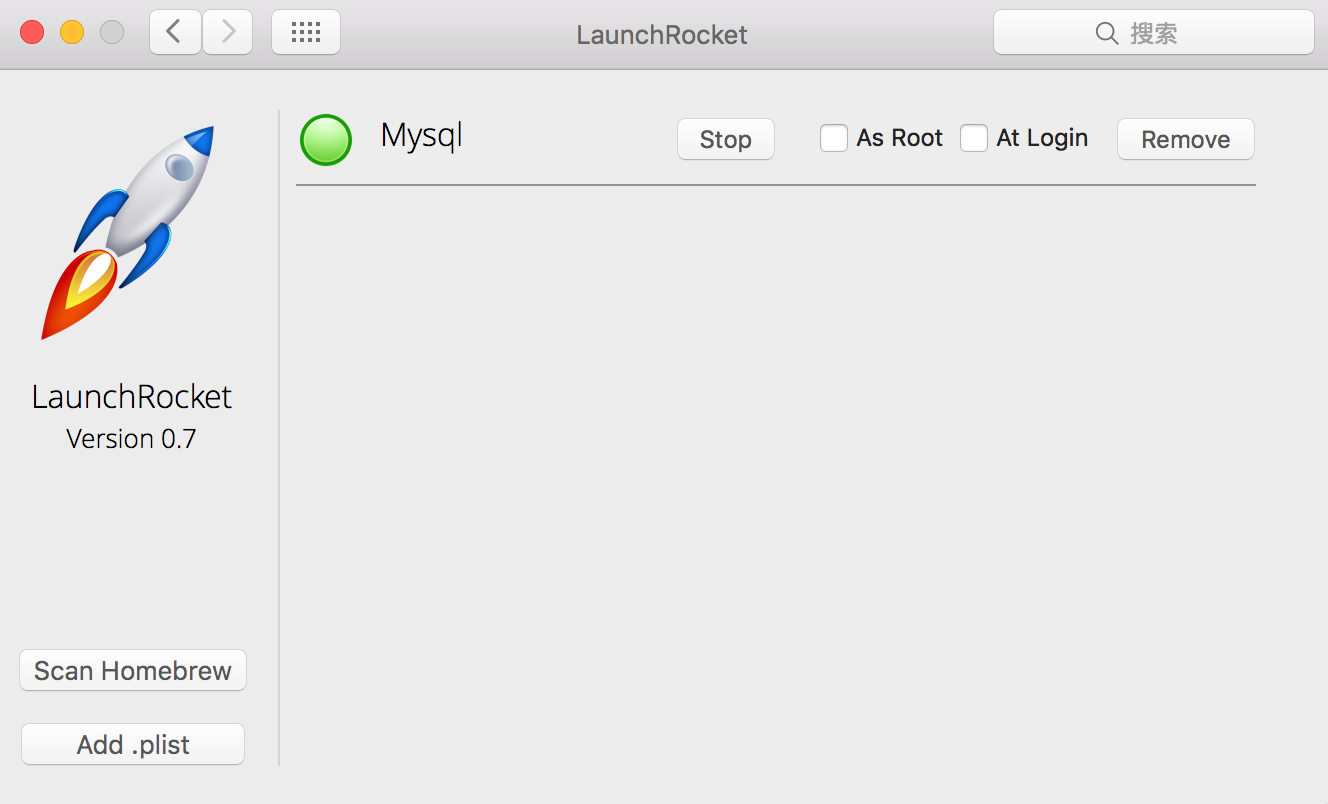 LaunchRocket
搜索
Mysql
Stop
As Root
At Login
Remove
LaunchRocket
Version 0.7
Scan Homebrew
Add .plist